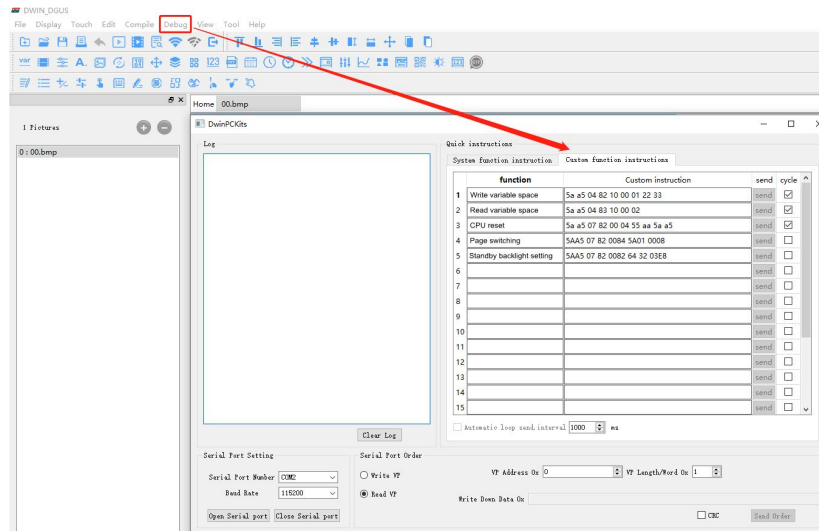 DWIN_DGUS
File Display Touch Edit Compile Debug View Tool Help
Home 00.bmp
1 Pictures
0 : 00.bmp
DwinPCKits
Log
Quick instructions
System function instruction Custom function instructions
function Custom instruction send cycle
1 Write variable space 5a a5 04 82 10 00 01 22 33 send
2 Read variable space 5a a5 04 83 10 00 02 send
3 CPU reset 5a a5 07 82 00 04 55 aa 5a a5 send
4 Page switching 5AA5 07 82 0084 5A01 0008 send
5 Standby backlight setting 5AA5 07 82 0082 64 32 03E8 send
6 send
7 send
8 send
9 send
10 send
11 send
12 send
13 send
14 send
15 send
Automatic loop send, interval 1000 ms
Clear Log
Serial Port Setting
Serial Port Number COM2
Baud Rate 115200
Open Serial port Close Serial port
Serial Port Order
Write VP
Read VP
VP Address 0x 0 VP Length/Word 0x 1
Write Down Data 0x
CRC Send Order